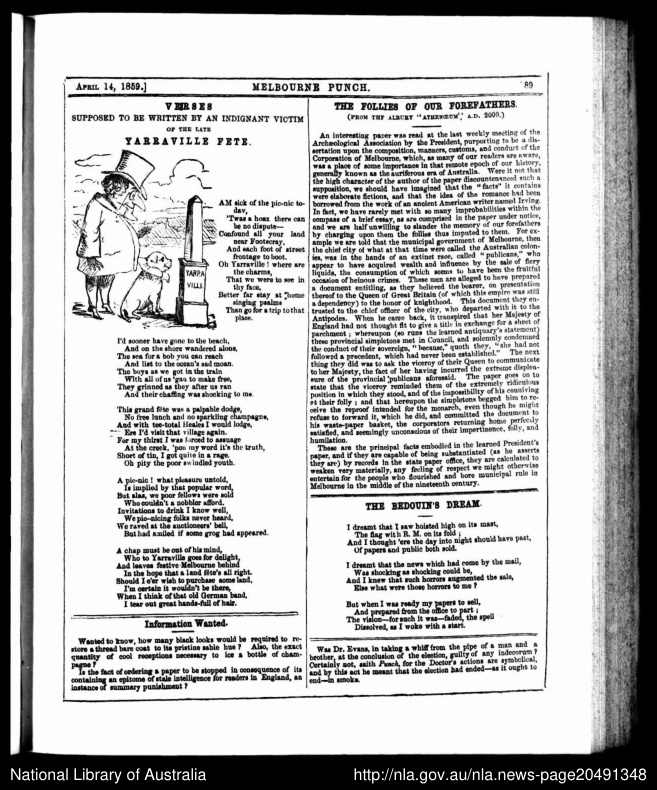 APRIL 14, 1859.]
MELBOURNE PUNCH.
89
VERSES
SUPPOSED TO BE WRITTEN BY AN INDIGNANT VICTIM
OF THE LATE
YARRAVILLE FETE.
YARRA
VILLE
AM sick of the pic-nic to-
day,
'Twas a hoax there can
be no dispute—
Confound all your land
near Footscray,
And each foot of street
frontage to boot.
Oh Yarraville! where are
the charms,
That we were to see in
thy face,
Better far stay at home
singing psalms
Than go for a trip to that
place.
I'd sooner have gone to the beach,
And on the shore wandered alone,
The sea for a bob you can reach
And list to the ocean's sad moan.
The boys as we got in the train
With all of us 'gan to make free,
They grinned as they after us ran
And their chaffing was shocking to me.
This grand fête was a palpable dodge,
No free lunch and no sparkling champagne,
And with tee-total Heales I would lodge,
Ere I'd visit that village again.
For my thirst I was forced to assuage
At the creek, 'pon my word it's the truth,
Short of tin, I got quite in a rage.
Oh pity the poor swindled youth.
A pic-nic! what pleasure untold,
Is implied by that popular word,
But alas, we poor fellows were sold
Who couldn't a nobbler afford.
Invitations to drink I know well,
We pic-nicing folks never heard,
We raved at the auctioneers' bell,
But had smiled if some grog had appeared.
A chap must be out of his mind,
Who to Yarraville goes for delight,
And leaves festive Melbourne behind
In the hope that a land fête's all right.
Should I e'er wish to purchase some land,
I'm certain it wouldn't be there,
When I think of that old German band,
I tear out great hands-full of hair.
Information Wanted.
Wanted to know, how many black looks would be required to re-
store a thread bare coat to its pristine sable hue? Also, the exact
quantity of cool receptions necessary to ice a bottle of cham-
pagne?
Is the fact of ordering a paper to be stopped in consequence of its
containing an epitome of stale intelligence for readers in England, an
instance of summary punishment?
THE FOLLIES OF OUR FOREFATHERS.
(FROM THE ALBURY "ATHENŒUM," A.D. 2000.)
An interesting paper was read at the last weekly meeting of the
Archæological Association by the President, purporting to be a dis-
sertation upon the composition, manners, customs, and conduct of the
Corporation of Melbourne, which, as many of our readers are aware,
was a place of some importance in that remote epoch of our history,
generally known as the auriferous era of Australia. Were it not that
the high character of the author of the paper discountenanced such a
supposition, we should have imagined that the "facts" it contains
were elaborate fictions, and that the idea of the romance had been
borrowed from the work of an ancient American writer named Irving.
In fact, we have rarely met with so many improbabilities within the
compass of a brief essay, as are comprised in the paper under notice,
and we are half unwilling to slander the memory of our forefathers
by charging upon them the follies thus imputed to them. For ex-
ample we are told that the municipal government of Melbourne, then
the chief city of what at that time were called the Australian colon-
ies, was in the hands of an extinct race, called "publicans," who
appear to have acquired wealth and influence by the sale of fiery
liquids, the consumption of which seems to have been the fruitful
occasion of heinous crimes. These men are alleged to have prepared
a document entitling, as they believed the bearer, on presentation
thereof to the Queen of Great Britain (of which this empire was still
a dependency) to the honor of knighthood. This document they en-
trusted to the chief officer of the city, who departed with it to the
Antipodes. When he came back, it transpired that her Majesty of
England had not thought fit to give a title in exchange for a sheet of
parchment; whereupon (so runs the learned antiquary's statement)
these provincial simpletons met in Council, and solemnly condemned
the conduct of their sovereign, "because," quoth they, "she had not
followed a precedent, which had never been established." The next
thing they did was to ask the viceroy of their Queen to communicate
to her Majesty, the fact of her having incurred the extreme displea-
sure of the provincial publicans aforesaid. The paper goes on to
state that the viceroy reminded them of the extremely ridiculous
position in which they stood, and of the impossibility of his conniving
at their folly; and that hereupon the simpletons begged him to re-
ceive the reproof intended for the monarch, even though he might
refuse to forward it, which he did, and committed the document to
his waste-paper basket, the corporators returning home perfectly
satisfied, and seemingly unconscious of their impertinence, folly, and
humilation.
These are the principal facts embodied in the learned President's
paper, and if they are capable of being substantiated (as he asserts
they are) by records in the state paper office, they are calculated to
weaken very materially, any feeling of respect we might otherwise
entertain for the people who flourished and bore municipal rule in
Melbourne in the middle of the nineteenth century.
THE BEDOUIN'S DREAM.
I dreamt that I saw hoisted high on its mast,
The flag with R. M. on its fold;
And I thought 'ere the day into night should have past,
Of papers and public both sold.
I dreamt that the news which had come by the mail,
Was shocking as shocking could be,
And I knew that such horrors augmented the sale,
Else what were those horrors to me?
But when I was ready my papers to sell,
And prepared from the office to part;
The vision—for such it was—faded, the spell
Dissolved, as I woke with a start.
Was Dr. Evans, in taking a whiff from the pipe of a man and a
brother, at the conclusion of the election, guilty of any indecorum?
Certainly not, saith Punch, for the Doctor's actions are symbolical,
and by this act he meant that the election had ended—as it ought to
end—in smoke.
National Library of Australia
http://nla.gov.au/nla.news-page20491348